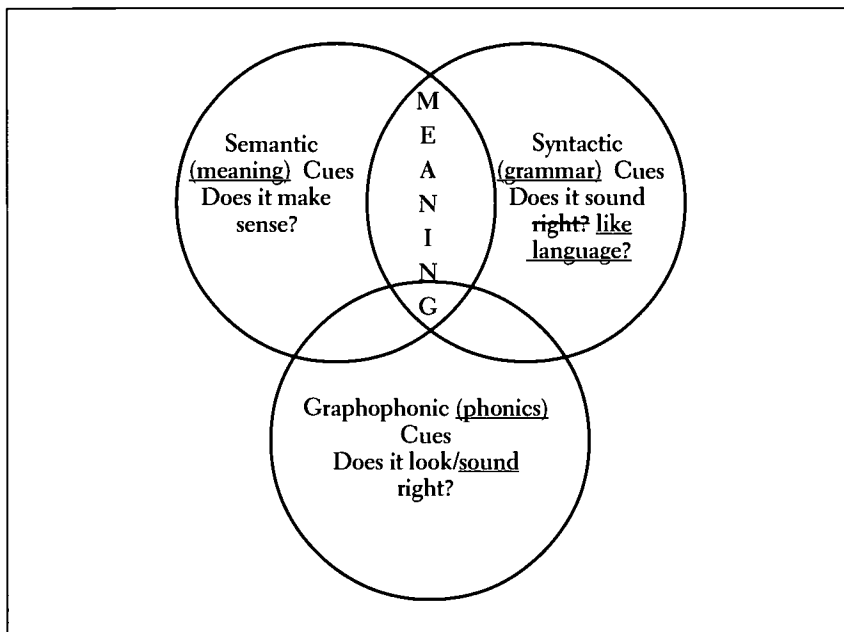 M
E
A
N
I
N
G
Semantic
(meaning) Cues
Does it make
sense?
Syntactic
(grammar) Cues
Does it sound
right? like
language?
Graphophonic (phonics)
Cues
Does it look/sound
right?